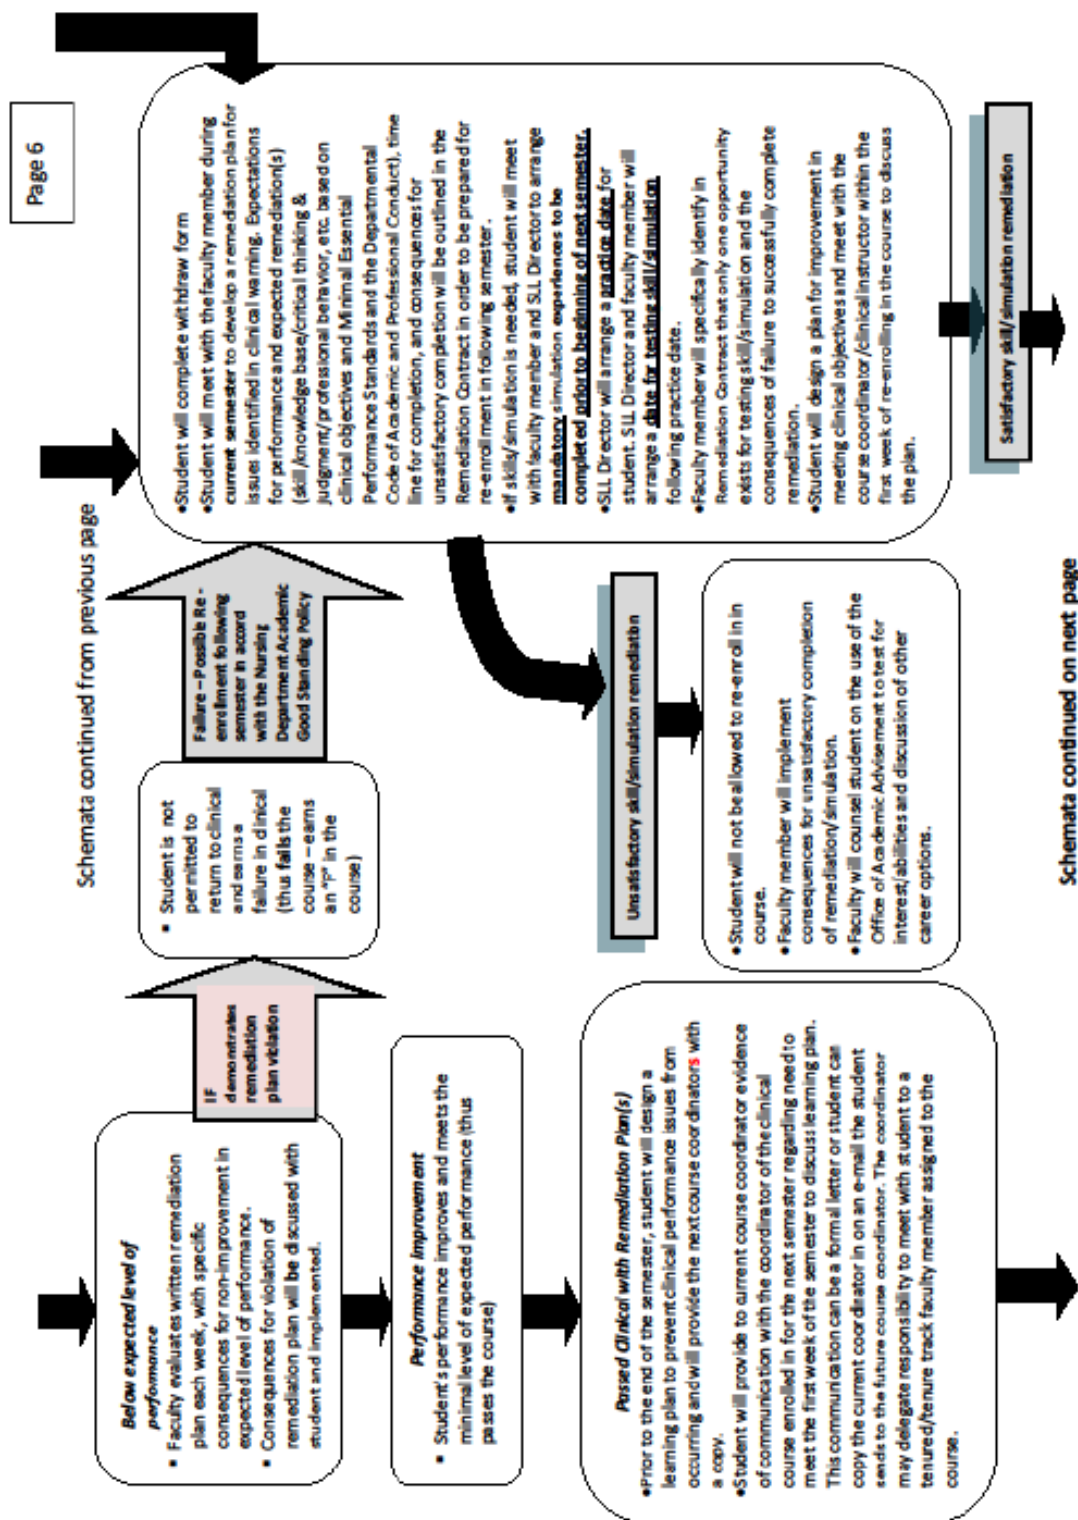 Page 6
Schemata continued from previous page
Below expected level of
performance
• Faculty evaluates written remediation
plan each week, with specific
consequences for non-improvement in
expected level of performance.
• Consequences for violation of
remediation plan will be discussed with
student and implemented.
IF
demonstrates
remediation
plan violation
• Student is not
permitted to
return to clinical
and earns a
failure in clinical
(thus fails the
course – earns
an "F" in the
course)
Failure – Possible Re-
enrollment following
semester in accord
with the Nursing
Department Academic
Good Standing Policy
•Student will complete withdraw form
•Student will meet with the faculty member during
current semester to develop a remediation plan for
issues identified in clinical warning. Expectations
for performance and expected remediation(s)
(skill/knowledge base/critical thinking &
judgment/professional behavior, etc. based on
clinical objectives and Minimal Essential
Performance Standards and the Departmental
Code of Academic and Professional Conduct), time
line for completion, and consequences for
unsatisfactory completion will be outlined in the
Remediation Contract in order to be prepared for
re-enrollment in following semester.
•If skills/simulation is needed, student will meet
with faculty member and SLL Director to arrange
mandatory simulation experiences to be
completed prior to beginning of next semester.
•SLL Director will arrange a practice date for
student. SLL Director and faculty member will
arrange a date for testing skill/simulation
following practice date.
•Faculty member will specifically identify in
Remediation Contract that only one opportunity
exists for testing skill/simulation and the
consequences of failure to successfully complete
remediation.
•Student will design a plan for improvement in
meeting clinical objectives and meet with the
course coordinator/clinical instructor within the
first week of re-enrolling in the course to discuss
the plan.
Performance improvement
• Student's performance improves and meets the
minimal level of expected performance (thus
passes the course)
Unsatisfactory skill/simulation remediation
Satisfactory skill/simulation remediation
•Student will not be allowed to re-enroll in in
course.
•Faculty member will implement
consequences for unsatisfactory completion
of remediation/simulation.
•Faculty will counsel student on the use of the
Office of Academic Advisement to test for
interest/abilities and discussion of other
career options.
Passed Clinical with Remediation Plan(s)
•Prior to the end of the semester, student will design a
learning plan to prevent clinical performance issues from
occurring and will provide the next course coordinators with
a copy.
•Student will provide to current course coordinator evidence
of communication with the coordinator of the clinical
course enrolled in for the next semester regarding need to
meet the first week of the semester to discuss learning plan.
This communication can be a formal letter or student can
copy the current coordinator in on an e-mail the student
sends to the future course coordinator. The coordinator
may delegate responsibility to meet with student to a
tenured/tenure track faculty member assigned to the
course.
Schemata continued on next page